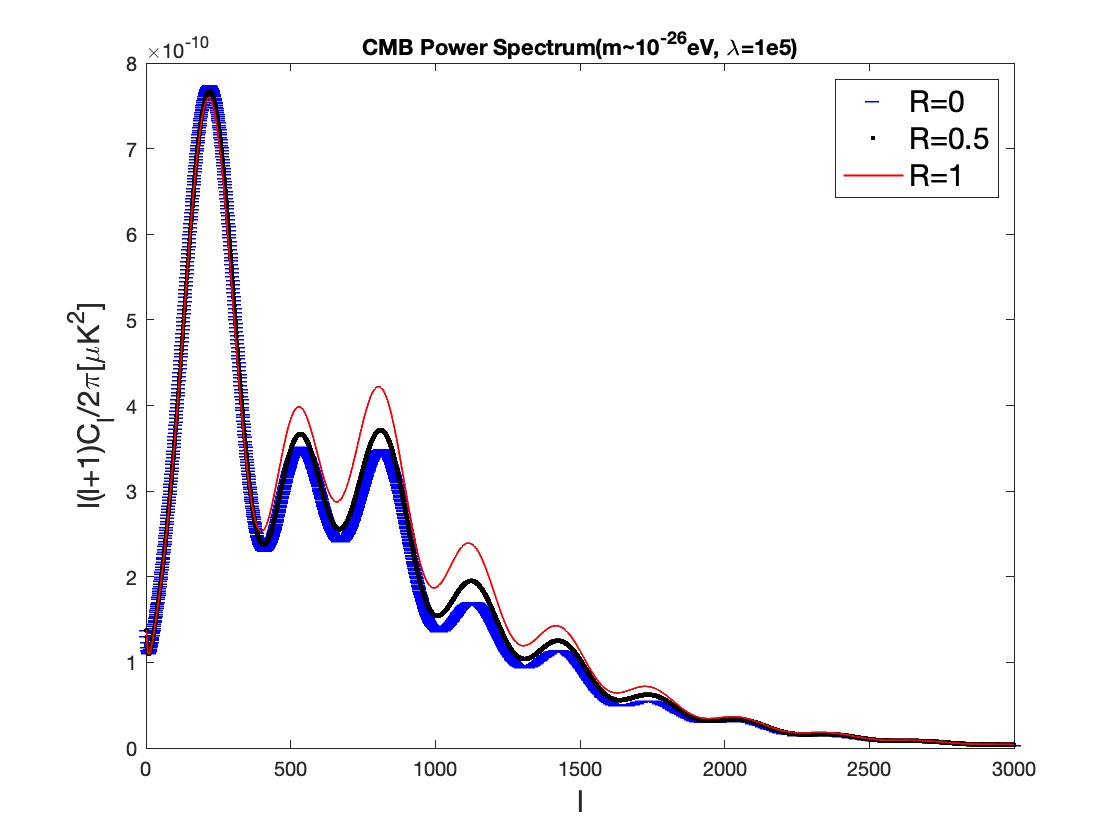 CMB Power Spectrum(m~10^-26eV, λ=1e5)
×10^-10
8
7
6
5
4
3
2
1
0
l(l+1)C_l/2π[μK^2]
R=0
R=0.5
R=1
0 500 1000 1500 2000 2500 3000
l